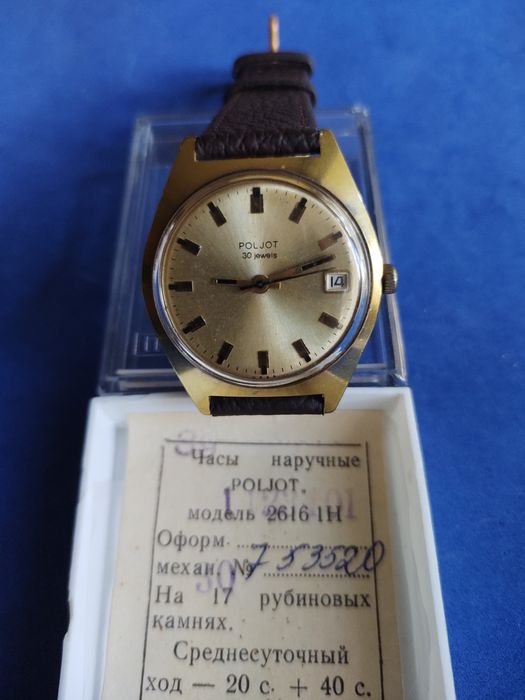 POLJOT
30 jewels
14
Часы наручные
POLJOT.
модель 2616 1Н
Оформ.
механ. № 753520
30
На 17 рубиновых
камнях.
Среднесуточный
ход — 20 с. + 40 с.